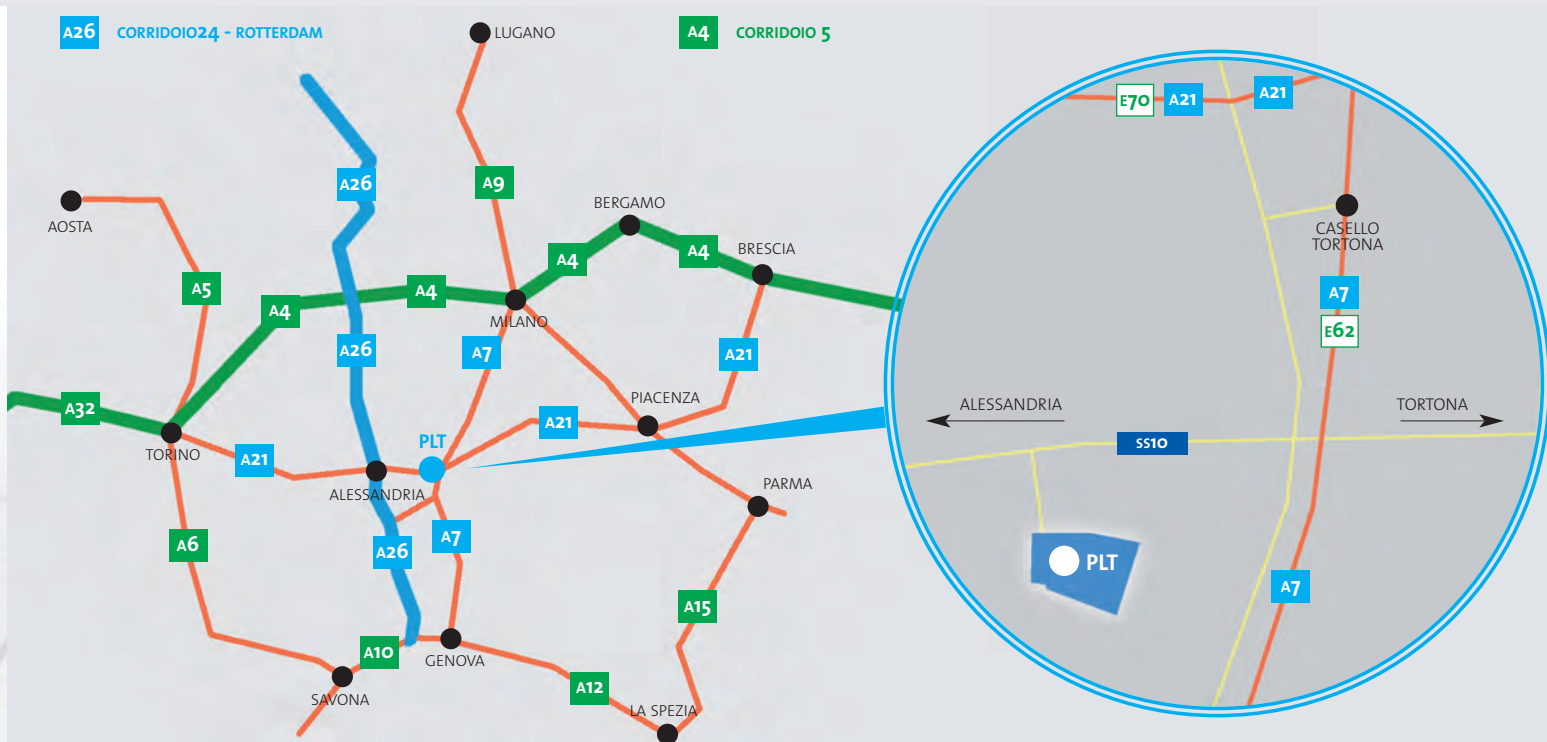 A26 CORRIDOIO24 - ROTTERDAM
A4 CORRIDOIO 5
LUGANO
A26
A9
AOSTA
BERGAMO
A4
A4
BRESCIA
A5
A4
A4
MILANO
A26
A7
A21
A32
TORINO
A21
PLT
A21
PIACENZA
ALESSANDRIA
PARMA
A6
A26
A7
A15
A10
GENOVA
SAVONA
A12
LA SPEZIA
E70 A21
A21
CASELLO
TORTONA
A7
E62
ALESSANDRIA
TORTONA
SS10
PLT
A7